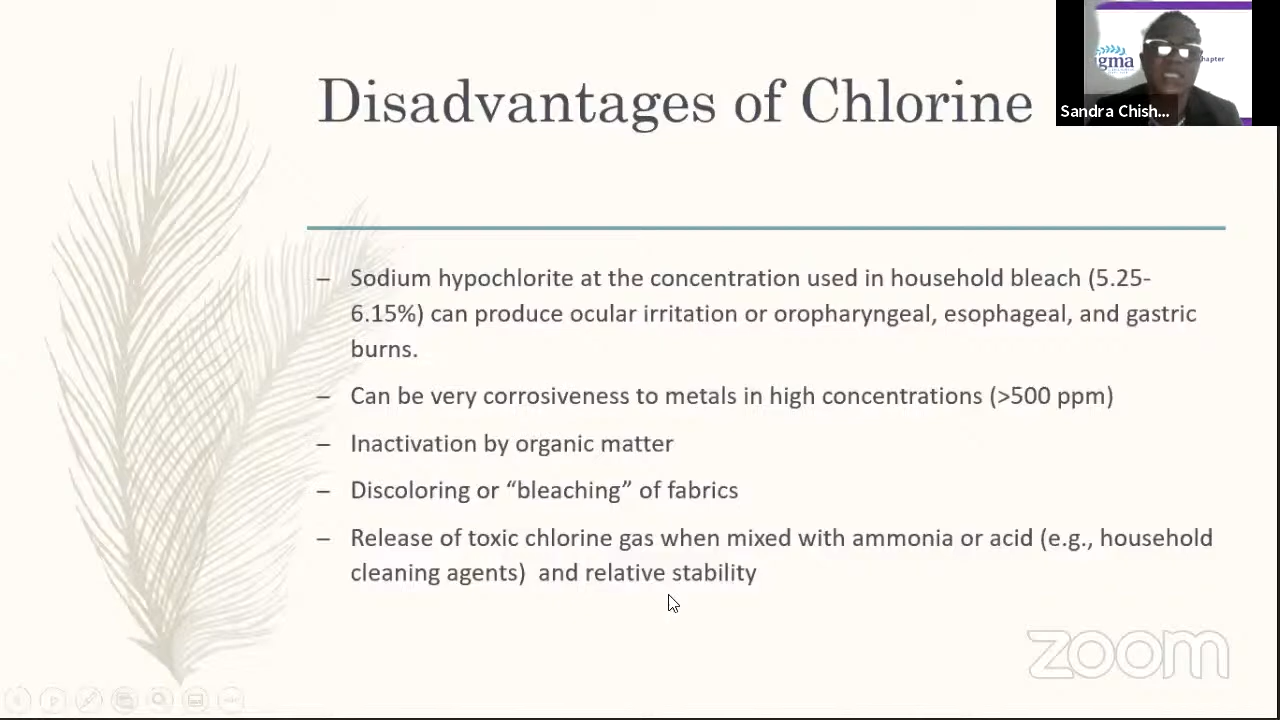 Disadvantages of Chlorine
gma
hapter
Sandra Chish...
– Sodium hypochlorite at the concentration used in household bleach (5.25-
6.15%) can produce ocular irritation or oropharyngeal, esophageal, and gastric
burns.
– Can be very corrosiveness to metals in high concentrations (>500 ppm)
– Inactivation by organic matter
– Discoloring or “bleaching” of fabrics
– Release of toxic chlorine gas when mixed with ammonia or acid (e.g., household
cleaning agents)  and relative stability
zoom